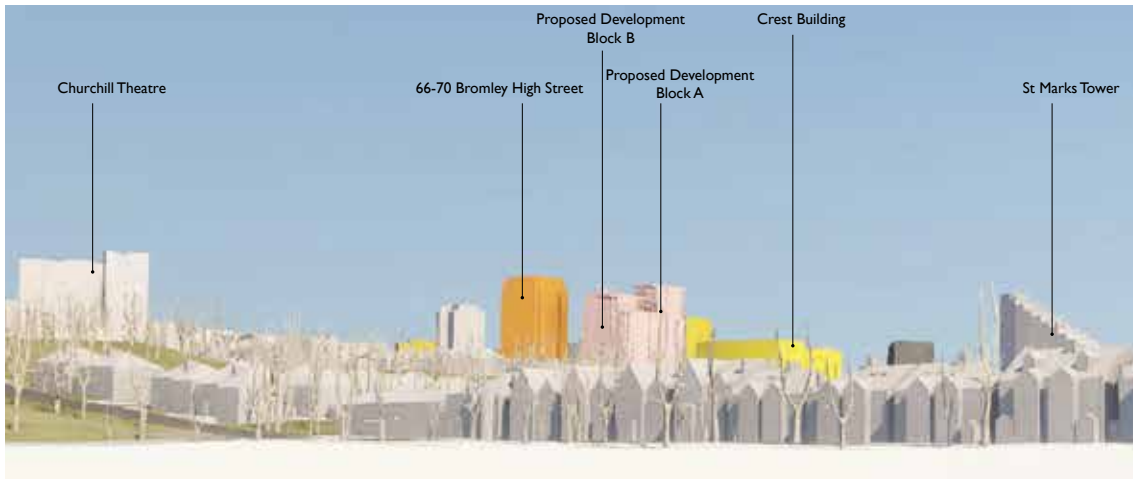 Churchill Theatre
66-70 Bromley High Street
Proposed Development
Block B
Proposed Development
Block A
Crest Building
St Marks Tower